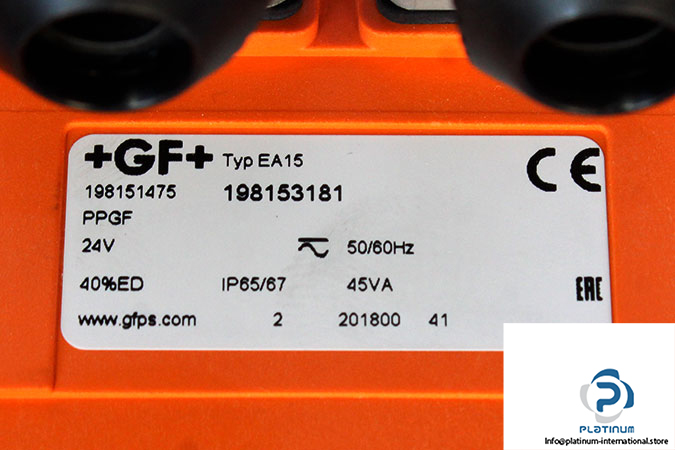 +GF+ Typ EA15
198151475 198153181
PPGF
24V 50/60Hz
40%ED IP65/67 45VA
www.gfps.com 2 201800 41
CE
EAC
PLATINUM
Info@platinum-international.store